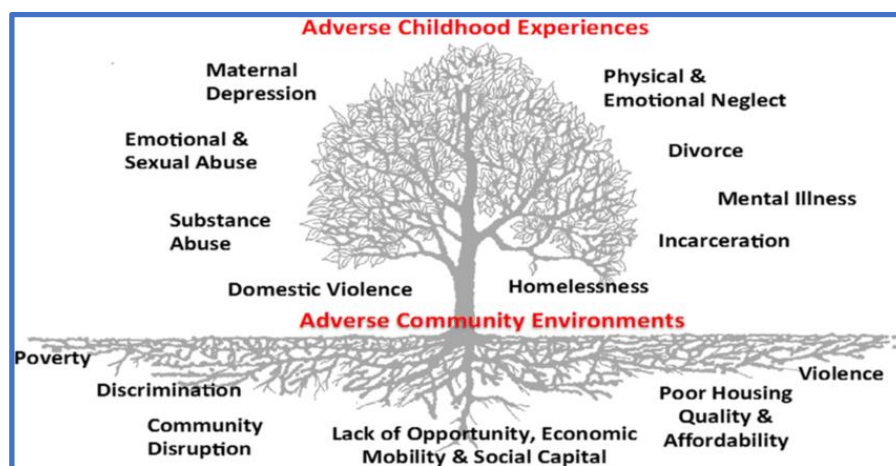 Adverse Childhood Experiences
Maternal
Depression
Physical &
Emotional Neglect
Emotional &
Sexual Abuse
Divorce
Mental Illness
Substance
Abuse
Incarceration
Domestic Violence
Homelessness
Adverse Community Environments
Poverty
Violence
Discrimination
Poor Housing
Quality &
Affordability
Community
Disruption
Lack of Opportunity, Economic
Mobility & Social Capital